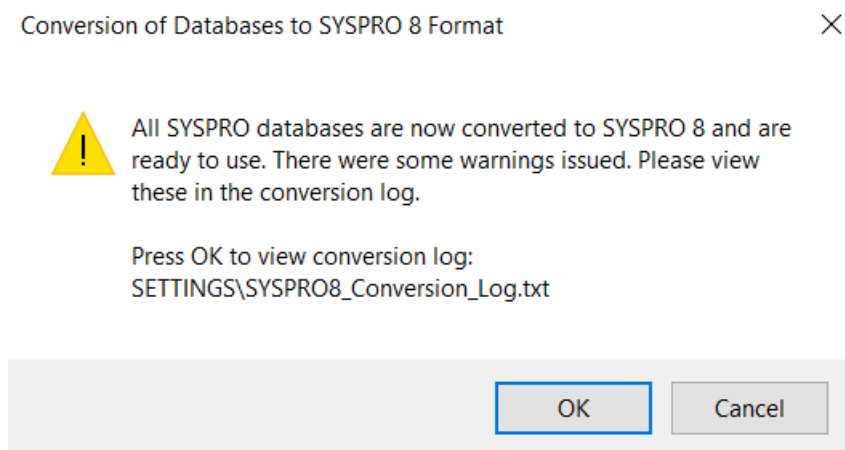 Conversion of Databases to SYSPRO 8 Format
All SYSPRO databases are now converted to SYSPRO 8 and are
ready to use. There were some warnings issued. Please view
these in the conversion log.
Press OK to view conversion log:
SETTINGS\SYSPRO8_Conversion_Log.txt
OK
Cancel